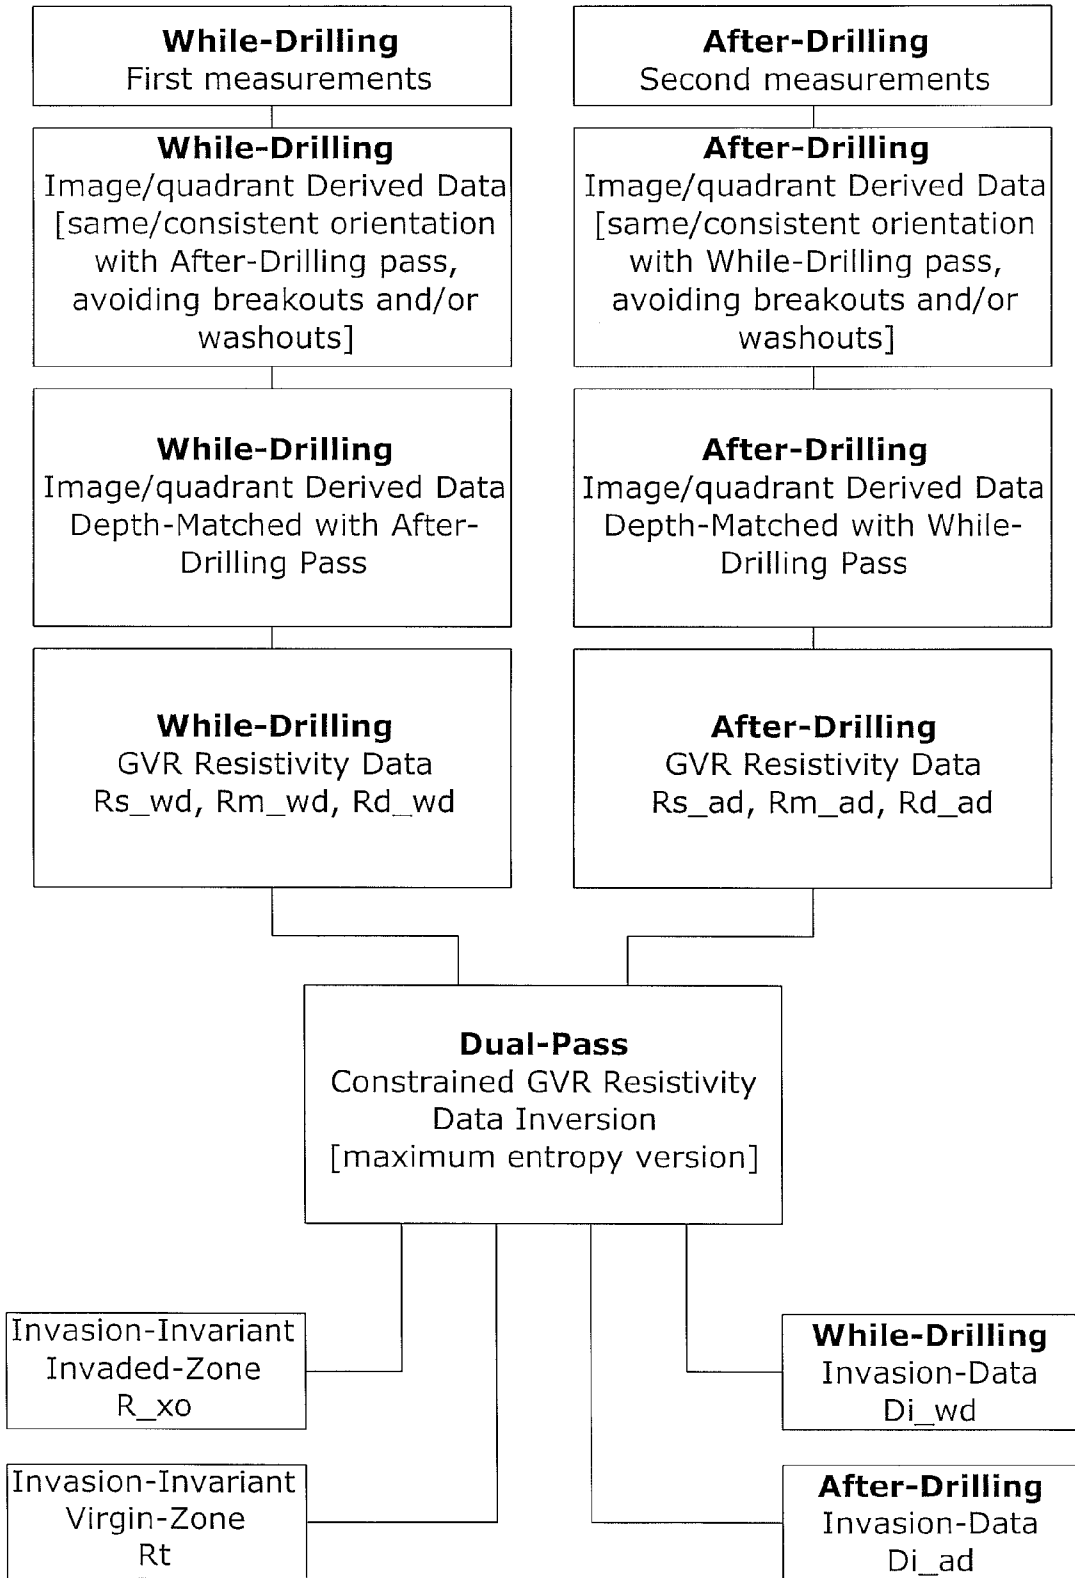 While-Drilling
First measurements
After-Drilling
Second measurements
While-Drilling
Image/quadrant Derived Data
[same/consistent orientation
with After-Drilling pass,
avoiding breakouts and/or
washouts]
After-Drilling
Image/quadrant Derived Data
[same/consistent orientation
with While-Drilling pass,
avoiding breakouts and/or
washouts]
While-Drilling
Image/quadrant Derived Data
Depth-Matched with After-
Drilling Pass
After-Drilling
Image/quadrant Derived Data
Depth-Matched with While-
Drilling Pass
While-Drilling
GVR Resistivity Data
Rs_wd, Rm_wd, Rd_wd
After-Drilling
GVR Resistivity Data
Rs_ad, Rm_ad, Rd_ad
Dual-Pass
Constrained GVR Resistivity
Data Inversion
[maximum entropy version]
Invasion-Invariant
Invaded-Zone
R_xo
While-Drilling
Invasion-Data
Di_wd
Invasion-Invariant
Virgin-Zone
Rt
After-Drilling
Invasion-Data
Di_ad